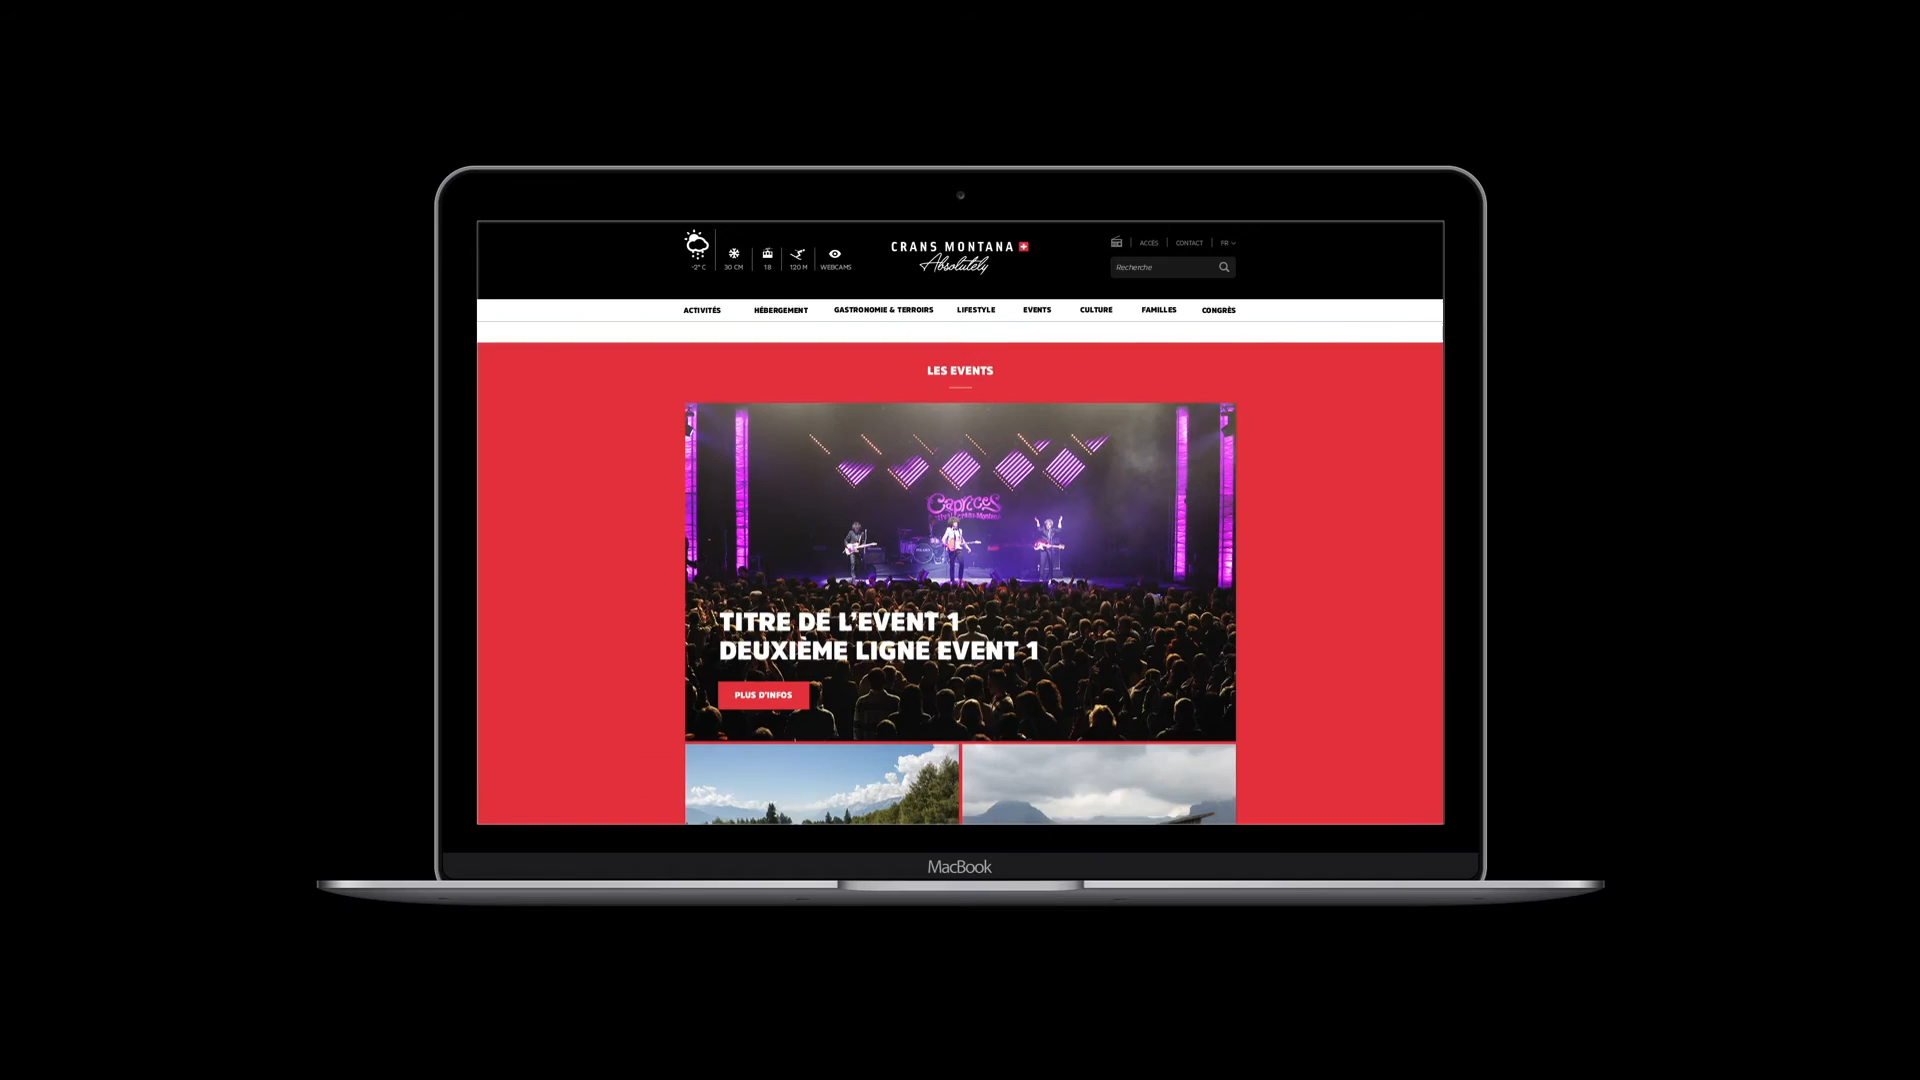 CRANS MONTANA
Absolutely
-2° C
30 CM
18
120 M
WEBCAMS
ACCÈS
CONTACT
FR
Recherche
ACTIVITÉS
HÉBERGEMENT
GASTRONOMIE & TERROIRS
LIFESTYLE
EVENTS
CULTURE
FAMILLES
CONGRÈS
LES EVENTS
Caprices
TITRE DE L'EVENT 1
DEUXIÈME LIGNE EVENT 1
PLUS D'INFOS
MacBook